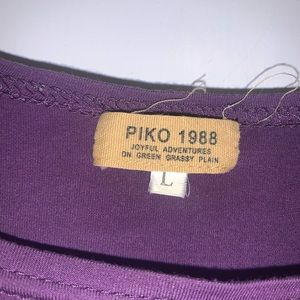 PIKO 1988
JOYFUL ADVENTURES
ON GREEN GRASSY PLAIN
L